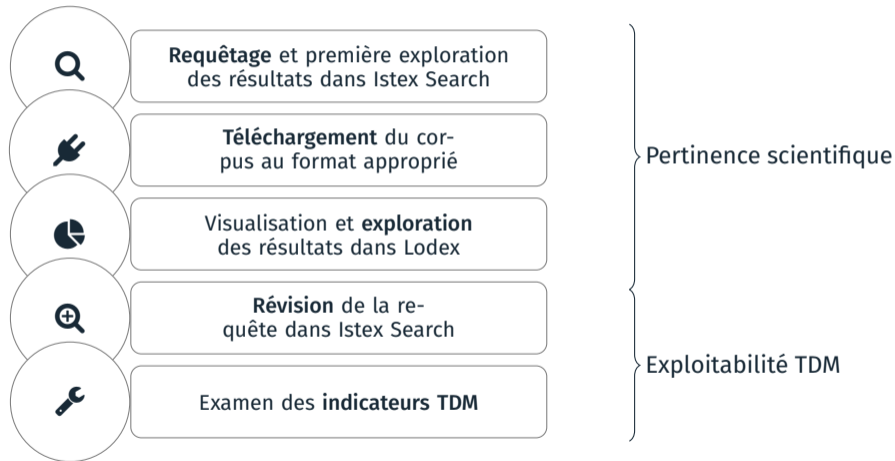 Requêtage et première exploration
des résultats dans Istex Search
Téléchargement du cor-
pus au format approprié
Visualisation et exploration
des résultats dans Lodex
Révision de la re-
quête dans Istex Search
Examen des indicateurs TDM
Pertinence scientifique
Exploitabilité TDM